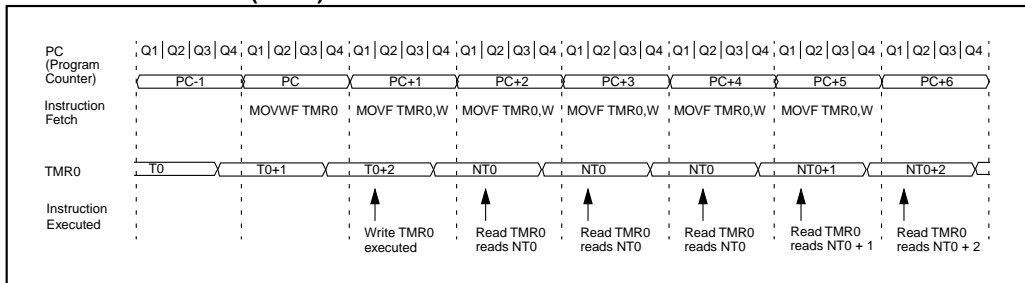 PC
(Program
Counter)
Q1 Q2 Q3 Q4 Q1 Q2 Q3 Q4 Q1 Q2 Q3 Q4 Q1 Q2 Q3 Q4 Q1 Q2 Q3 Q4 Q1 Q2 Q3 Q4 Q1 Q2 Q3 Q4 Q1 Q2 Q3 Q4
PC-1 PC PC+1 PC+2 PC+3 PC+4 PC+5 PC+6
Instruction
Fetch
MOVWF TMR0 MOVF TMR0,W MOVF TMR0,W MOVF TMR0,W MOVF TMR0,W MOVF TMR0,W
TMR0
T0 T0+1 T0+2 NT0 NT0 NT0 NT0+1 NT0+2
Instruction
Executed
Write TMR0
executed
Read TMR0
reads NT0
Read TMR0
reads NT0
Read TMR0
reads NT0
Read TMR0
reads NT0 + 1
Read TMR0
reads NT0 + 2